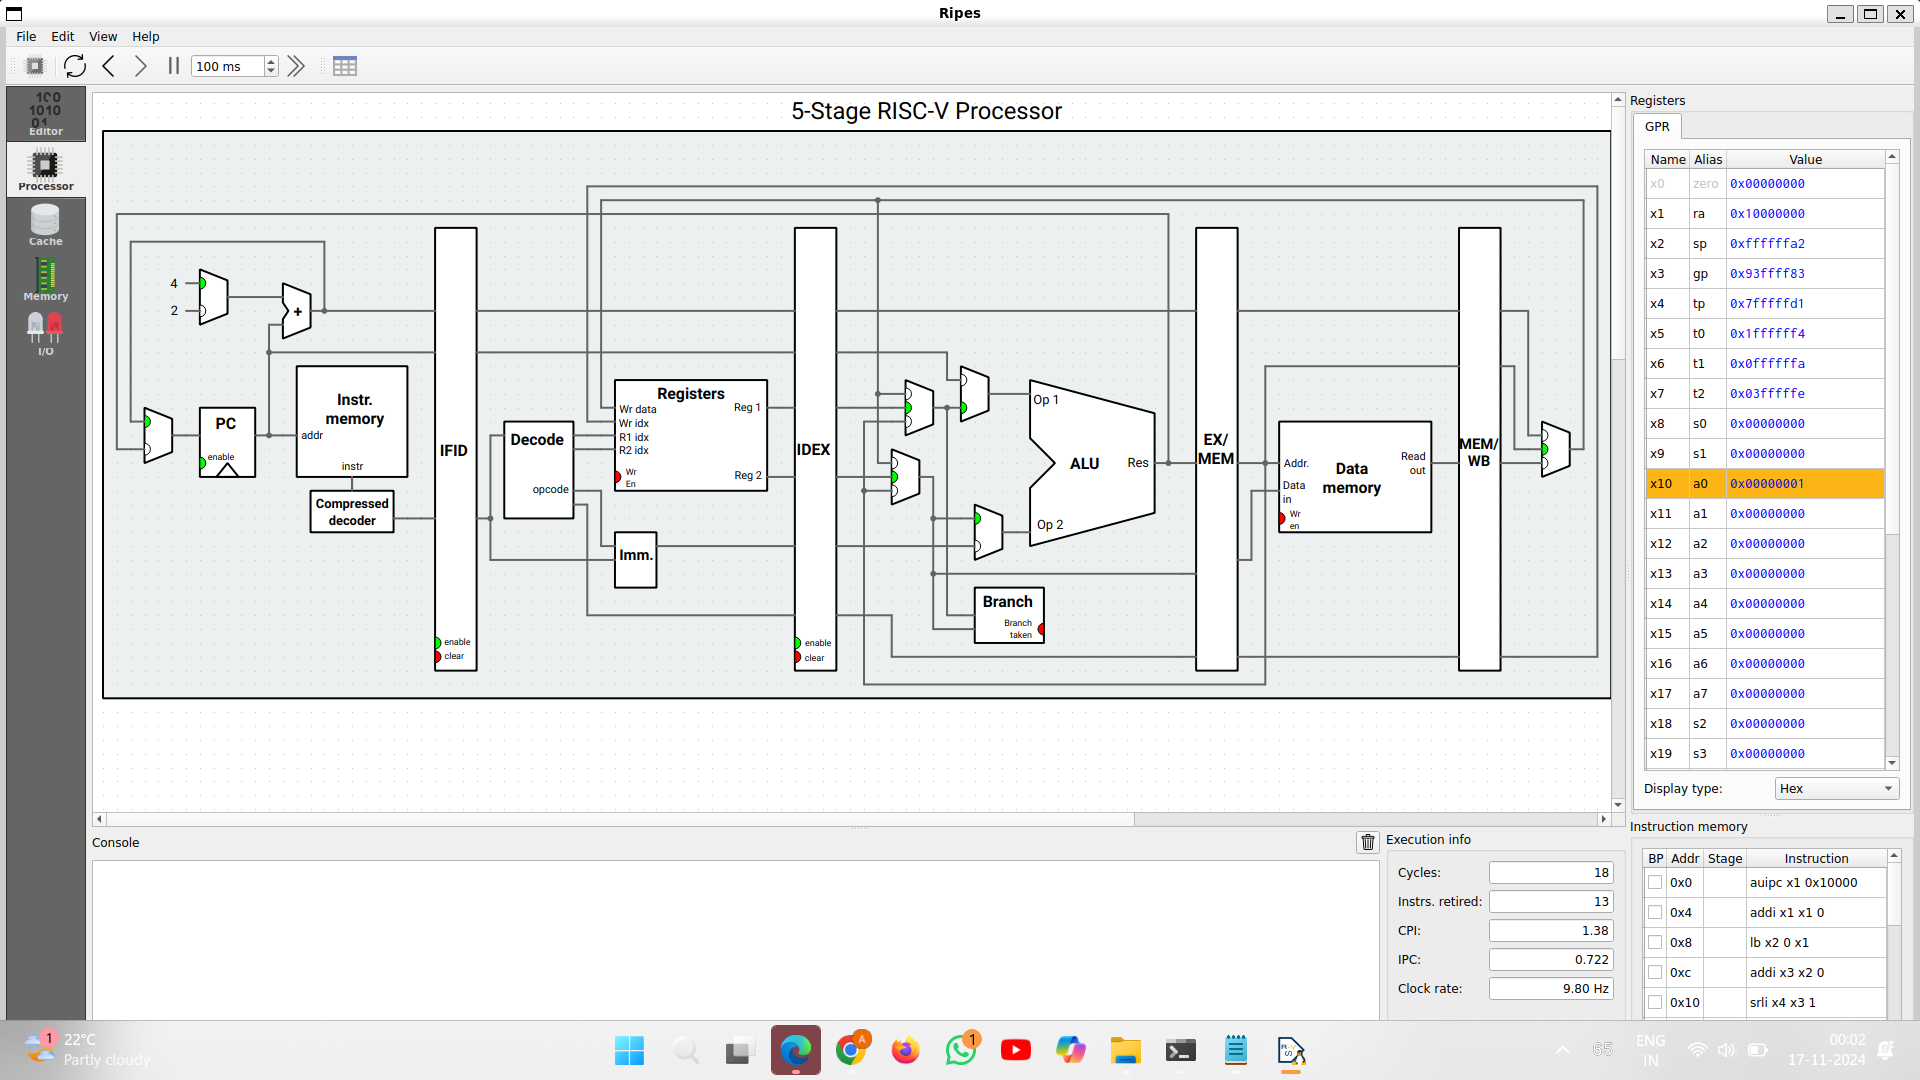 Ripes
File Edit View Help
100 ms
Editor
Processor
Cache
Memory
I/O
5-Stage RISC-V Processor
4
2
+
PC
enable
Instr.
memory
addr
instr
Compressed
decoder
IFID
enable
clear
Decode
opcode
Registers
Wr data
Wr idx
R1 idx
R2 idx
Wr
En
Reg 1
Reg 2
Imm.
IDEX
enable
clear
Op 1
ALU
Res
Op 2
Branch
Branch
taken
EX/
MEM
Addr.
Data
in
Wr
en
Data
memory
Read
out
MEM/
WB
Registers
GPR
Name Alias Value
x0 zero 0x00000000
x1 ra 0x10000000
x2 sp 0xffffffa2
x3 gp 0x93ffff83
x4 tp 0x7fffffd1
x5 t0 0x1ffffff4
x6 t1 0x0ffffffa
x7 t2 0x03fffffe
x8 s0 0x00000000
x9 s1 0x00000000
x10 a0 0x00000001
x11 a1 0x00000000
x12 a2 0x00000000
x13 a3 0x00000000
x14 a4 0x00000000
x15 a5 0x00000000
x16 a6 0x00000000
x17 a7 0x00000000
x18 s2 0x00000000
x19 s3 0x00000000
Display type: Hex
Console
Execution info
Cycles: 18
Instrs. retired: 13
CPI: 1.38
IPC: 0.722
Clock rate: 9.80 Hz
Instruction memory
BP Addr Stage Instruction
0x0 auipc x1 0x10000
0x4 addi x1 x1 0
0x8 lb x2 0 x1
0xc addi x3 x2 0
0x10 srli x4 x3 1
1
22°C
Partly cloudy
A
1
ENG
IN
00:02
17-11-2024